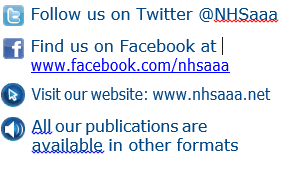 Follow us on Twitter @NHSaaa
Find us on Facebook at
www.facebook.com/nhsaaa
Visit our website: www.nhsaaa.net
All our publications are
available in other formats